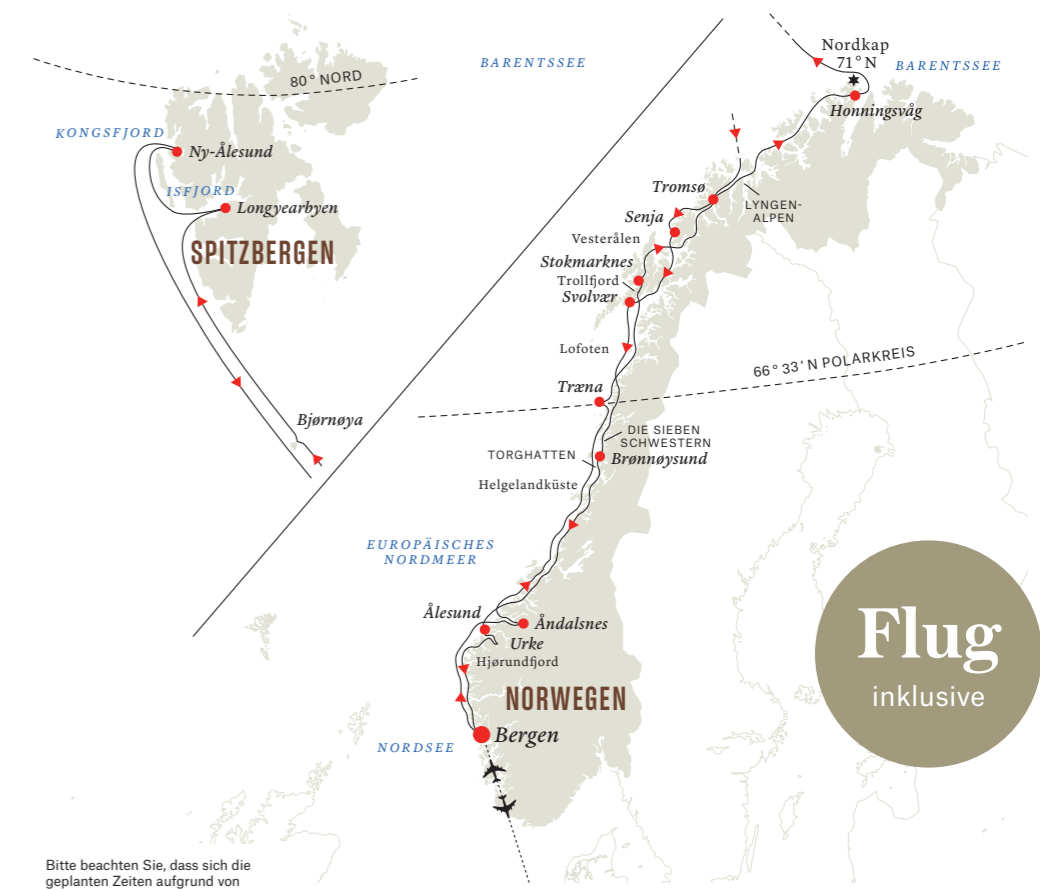 80° NORD
KONGSFJORD
Ny-Ålesund
ISFJORD
Longyearbyen
SPITZBERGEN
Bjørnøya
BARENTSSEE
Nordkap
71° N
BARENTSSEE
Honningsvåg
Tromsø
LYNGEN-
ALPEN
Senja
Vesterålen
Stokmarknes
Trollfjord
Svolvær
Lofoten
66° 33' N POLARKREIS
Træna
DIE SIEBEN
SCHWESTERN
TORGHATTEN
Brønnøysund
Helgelandküste
EUROPÄISCHES
NORDMEER
Ålesund
Åndalsnes
Urke
Hjørundfjord
NORWEGEN
NORDSEE
Bergen
Flug
inklusive
Bitte beachten Sie, dass sich die
geplanten Zeiten aufgrund von